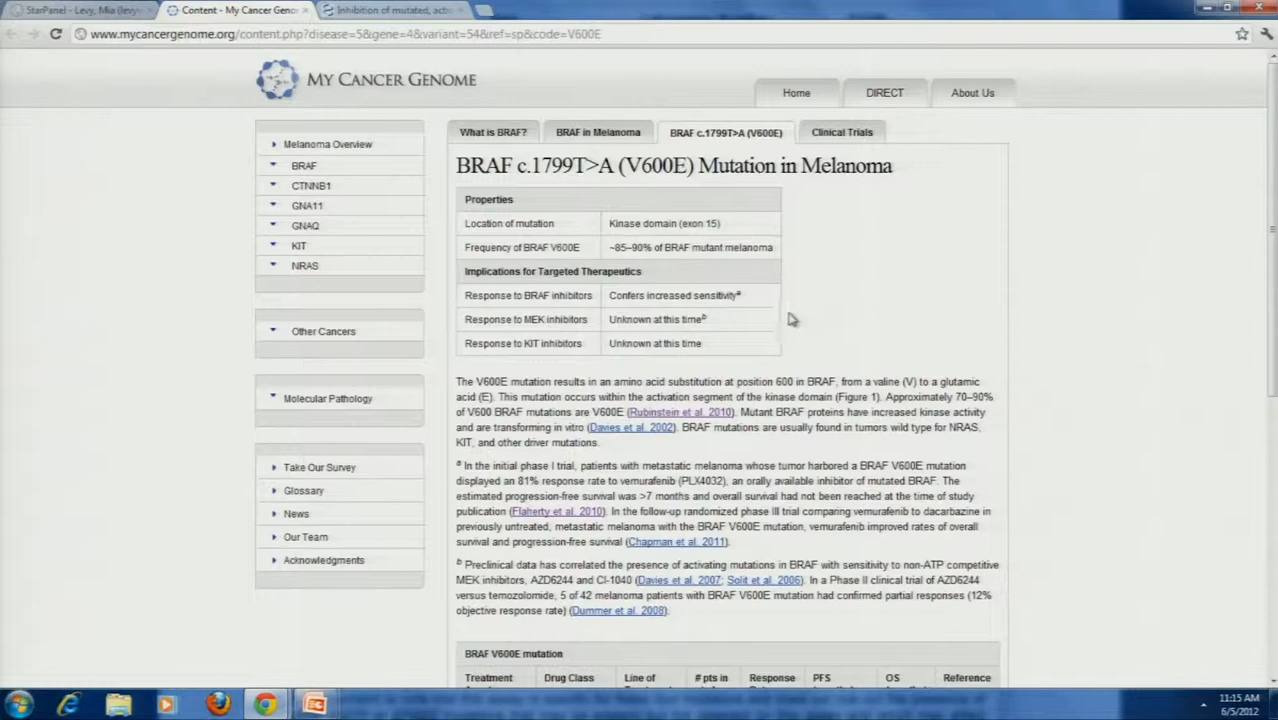 StarPanel - Levy, Mia (levy
Content - My Cancer Geno
Inhibition of mutated, acti
www.mycancergenome.org/content.php?disease=5&gene=4&variant=54&ref=sp&code=V600E
MY CANCER GENOME
Home
DIRECT
About Us
Melanoma Overview
BRAF
CTNNB1
GNA11
GNAQ
KIT
NRAS
Other Cancers
Molecular Pathology
Take Our Survey
Glossary
News
Our Team
Acknowledgments
What is BRAF?
BRAF in Melanoma
BRAF c.1799T>A (V600E)
Clinical Trials
BRAF c.1799T>A (V600E) Mutation in Melanoma
Properties
Location of mutation Kinase domain (exon 15)
Frequency of BRAF V600E ~85–90% of BRAF mutant melanoma
Implications for Targeted Therapeutics
Response to BRAF inhibitors Confers increased sensitivityª
Response to MEK inhibitors Unknown at this timeᵇ
Response to KIT inhibitors Unknown at this time
The V600E mutation results in an amino acid substitution at position 600 in BRAF, from a valine (V) to a glutamic
acid (E). This mutation occurs within the activation segment of the kinase domain (Figure 1). Approximately 70–90%
of V600 BRAF mutations are V600E (Rubinstein et al. 2010). Mutant BRAF proteins have increased kinase activity
and are transforming in vitro (Davies et al. 2002). BRAF mutations are usually found in tumors wild type for NRAS,
KIT, and other driver mutations.
ª In the initial phase I trial, patients with metastatic melanoma whose tumor harbored a BRAF V600E mutation
displayed an 81% response rate to vemurafenib (PLX4032), an orally available inhibitor of mutated BRAF. The
estimated progression-free survival was >7 months and overall survival had not been reached at the time of study
publication (Flaherty et al. 2010). In the follow-up randomized phase III trial comparing vemurafenib to dacarbazine in
previously untreated, metastatic melanoma with the BRAF V600E mutation, vemurafenib improved rates of overall
survival and progression-free survival (Chapman et al. 2011).
ᵇ Preclinical data has correlated the presence of activating mutations in BRAF with sensitivity to non-ATP competitive
MEK inhibitors, AZD6244 and CI-1040 (Davies et al. 2007; Solit et al. 2006). In a Phase II clinical trial of AZD6244
versus temozolomide, 5 of 42 melanoma patients with BRAF V600E mutation had confirmed partial responses (12%
objective response rate) (Dummer et al. 2008).
BRAF V600E mutation
Treatment Drug Class Line of # pts in Response PFS OS Reference
11:15 AM
6/5/2012